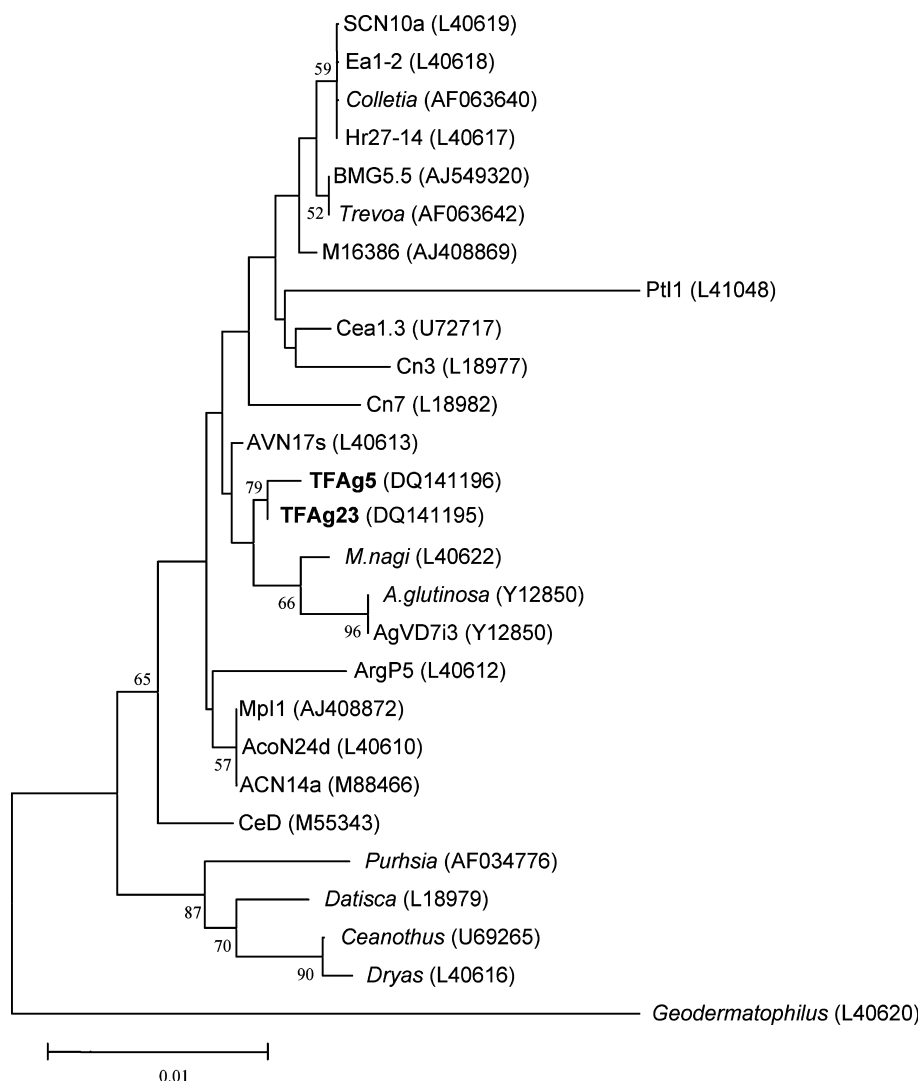 SCN10a (L40619)
59
Ea1-2 (L40618)
Colletia (AF063640)
Hr27-14 (L40617)
BMG5.5 (AJ549320)
52
Trevoa (AF063642)
M16386 (AJ408869)
PtI1 (L41048)
Cea1.3 (U72717)
Cn3 (L18977)
Cn7 (L18982)
AVN17s (L40613)
79
TFAg5 (DQ141196)
TFAg23 (DQ141195)
M.nagi (L40622)
66
A.glutinosa (Y12850)
96
AgVD7i3 (Y12850)
ArgP5 (L40612)
65
MpI1 (AJ408872)
AcoN24d (L40610)
57
ACN14a (M88466)
CeD (M55343)
Purhsia (AF034776)
Datisca (L18979)
87
Ceanothus (U69265)
70
Dryas (L40616)
90
Geodermatophilus (L40620)
0.01